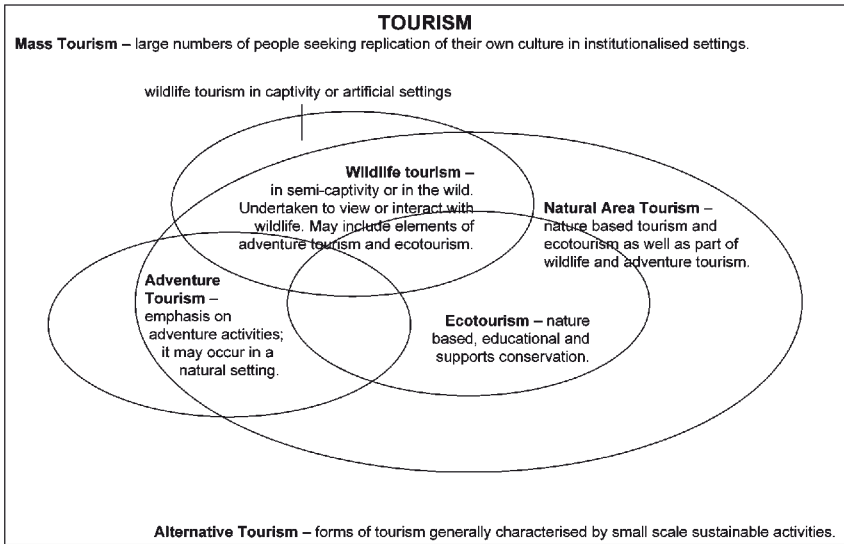 TOURISM
Mass Tourism – large numbers of people seeking replication of their own culture in institutionalised settings.
wildlife tourism in captivity or artificial settings
Wildlife tourism –
in semi-captivity or in the wild.
Undertaken to view or interact with
wildlife. May include elements of
adventure tourism and ecotourism.
Natural Area Tourism –
nature based tourism and
ecotourism as well as part of
wildlife and adventure tourism.
Adventure
Tourism –
emphasis on
adventure activities;
it may occur in a
natural setting.
Ecotourism – nature
based, educational and
supports conservation.
Alternative Tourism – forms of tourism generally characterised by small scale sustainable activities.